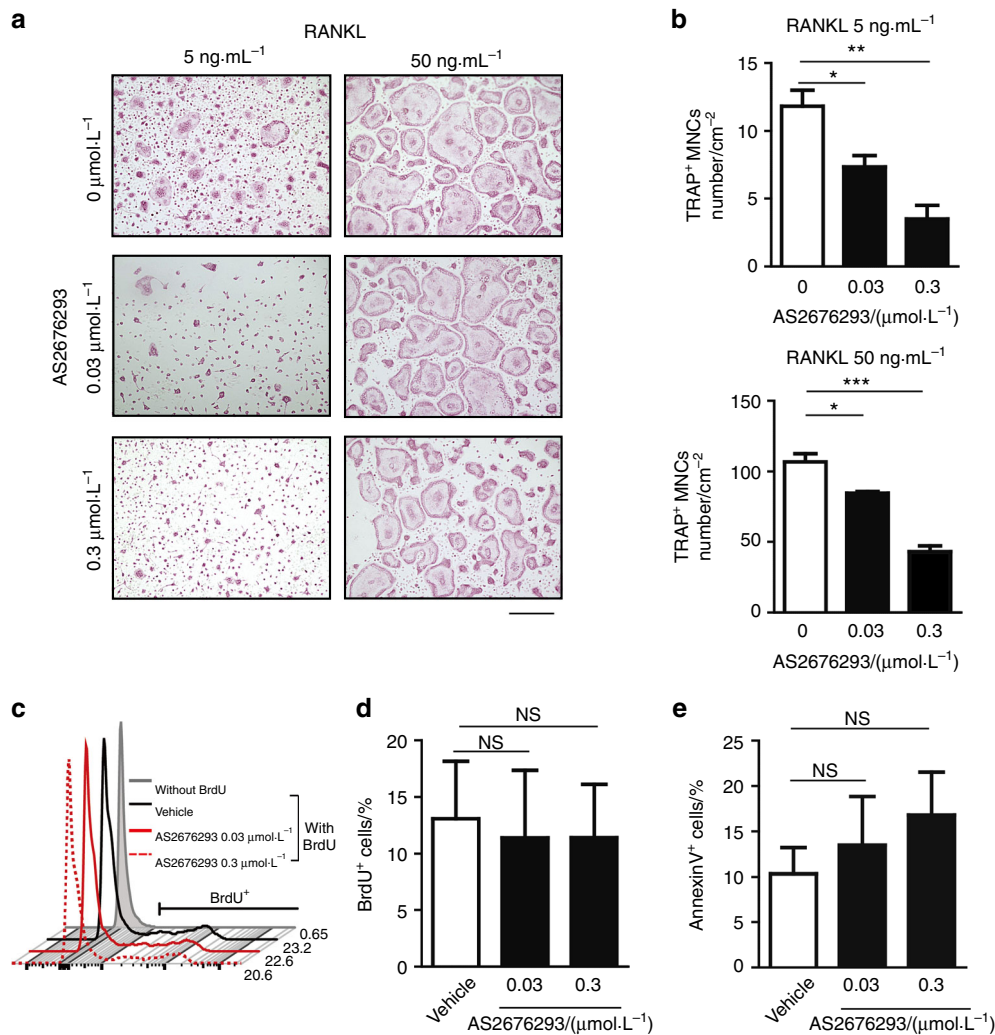 a
RANKL
5 ng·mL⁻¹
50 ng·mL⁻¹
AS2676293
0 μmol·L⁻¹
0.03 μmol·L⁻¹
0.3 μmol·L⁻¹
b
RANKL 5 ng·mL⁻¹
**
*
TRAP⁺ MNCs
number/cm⁻²
15
10
5
0
0 0.03 0.3
AS2676293/(μmol·L⁻¹)
RANKL 50 ng·mL⁻¹
***
*
TRAP⁺ MNCs
number/cm⁻²
150
100
50
0
0 0.03 0.3
AS2676293/(μmol·L⁻¹)
c
Without BrdU
Vehicle
AS2676293 0.03 μmol·L⁻¹
AS2676293 0.3 μmol·L⁻¹
With
BrdU
BrdU⁺
0.65
23.2
22.6
20.6
d
NS
NS
BrdU⁺ cells/%
20
15
10
5
0
Vehicle 0.03 0.3
AS2676293/(μmol·L⁻¹)
e
NS
NS
AnnexinV⁺ cells/%
25
20
15
10
5
0
Vehicle 0.03 0.3
AS2676293/(μmol·L⁻¹)